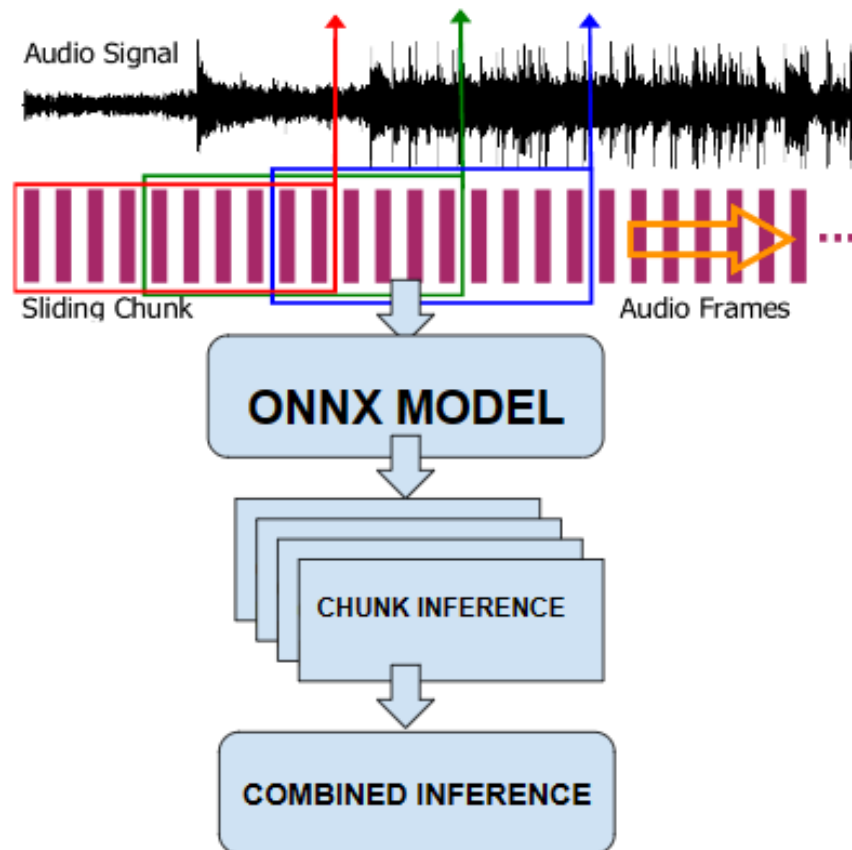 Audio Signal
Sliding Chunk
Audio Frames
ONNX MODEL
CHUNK INFERENCE
COMBINED INFERENCE